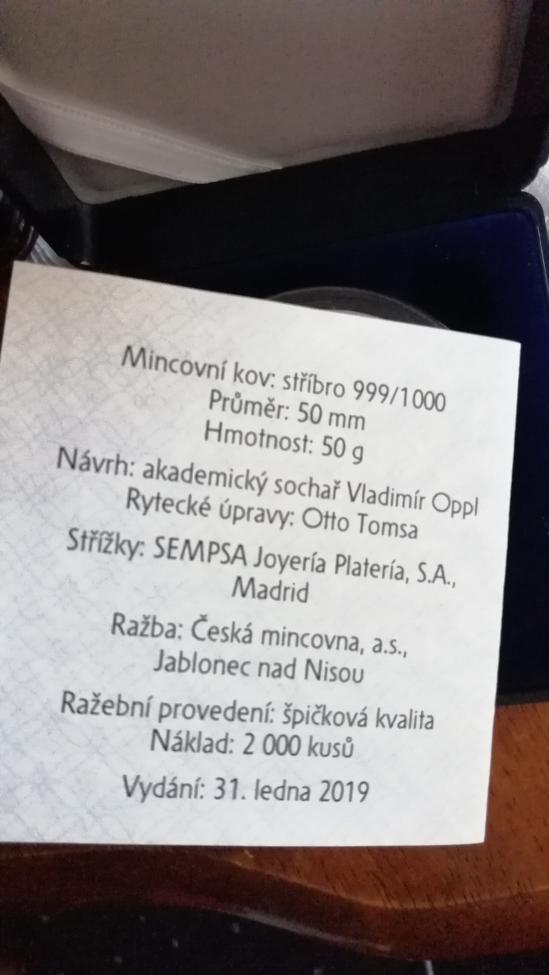 Mincovní kov: stříbro 999/1000
Průměr: 50 mm
Hmotnost: 50 g
Návrh: akademický sochař Vladimír Oppl
Rytecké úpravy: Otto Tomsa
Střížky: SEMPSA Joyería Platería, S.A.,
Madrid
Ražba: Česká mincovna, a.s.,
Jablonec nad Nisou
Ražební provedení: špičková kvalita
Náklad: 2 000 kusů
Vydání: 31. ledna 2019